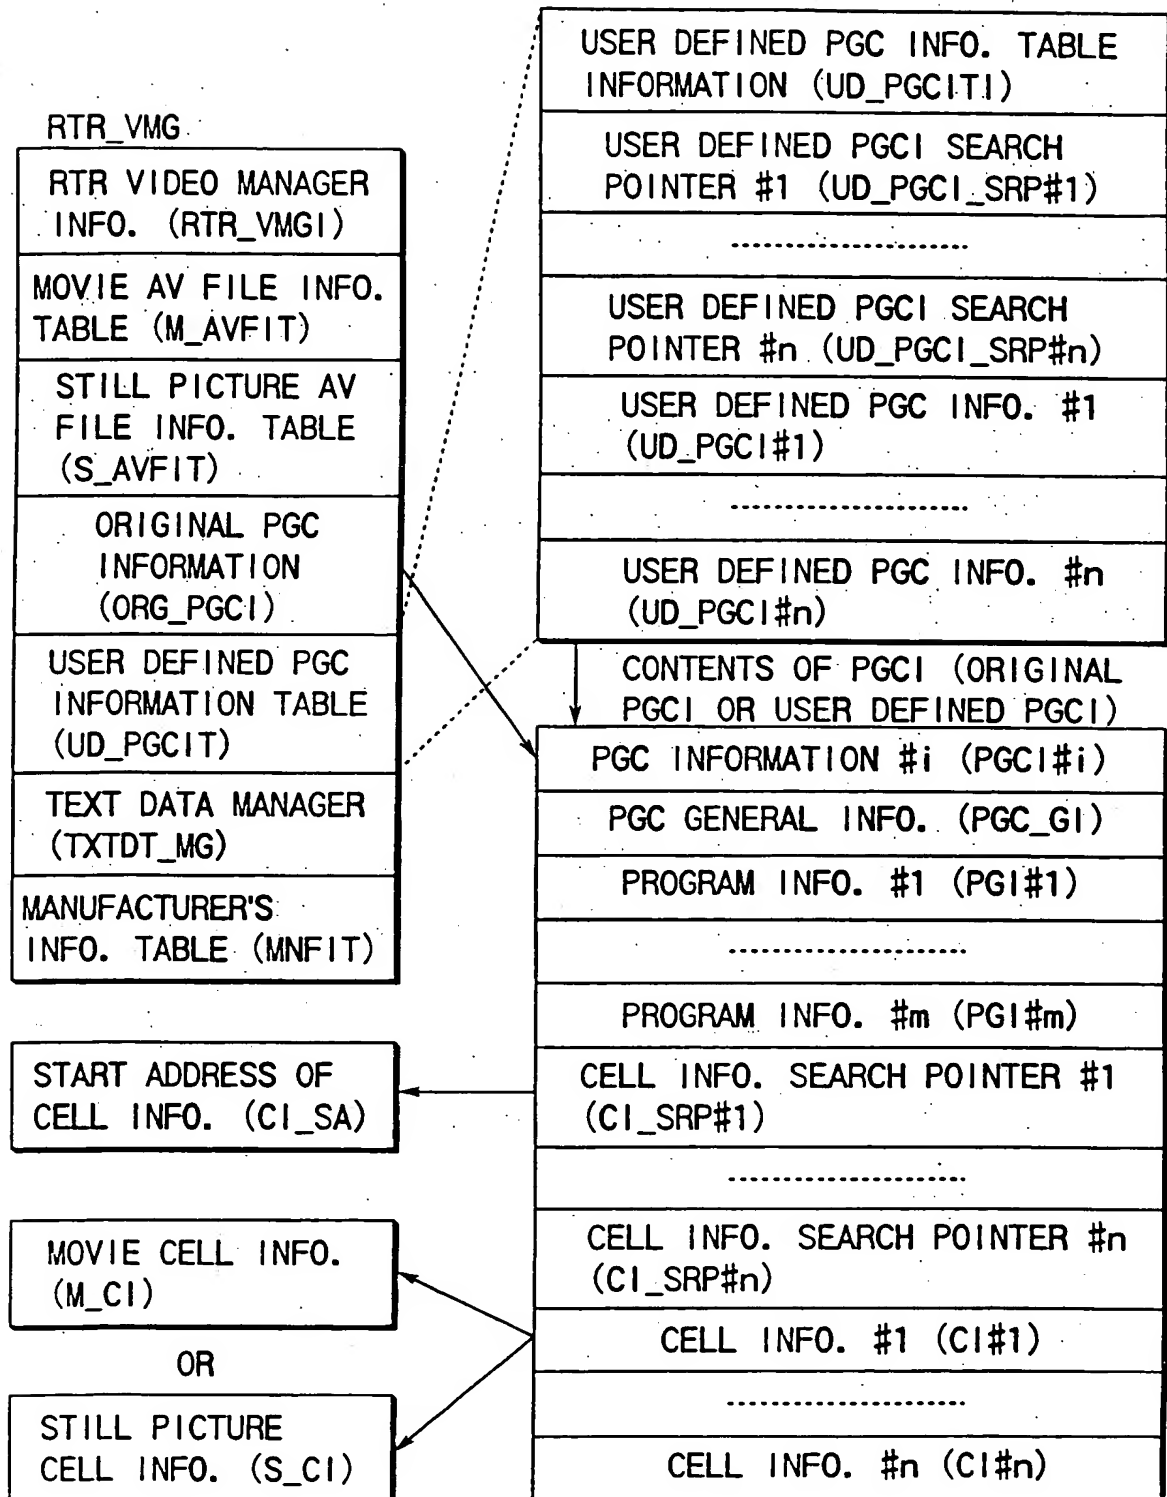 RTR_VMG
RTR VIDEO MANAGER
INFO. (RTR_VMGI)
MOVIE AV FILE INFO.
TABLE (M_AVFIT)
STILL PICTURE AV
FILE INFO. TABLE
(S_AVFIT)
ORIGINAL PGC
INFORMATION
(ORG_PGCI)
USER DEFINED PGC
INFORMATION TABLE
(UD_PGCIT)
TEXT DATA MANAGER
(TXTDT_MG)
MANUFACTURER'S
INFO. TABLE (MNFIT)
START ADDRESS OF
CELL INFO. (CI_SA)
MOVIE CELL INFO.
(M_CI)
OR
STILL PICTURE
CELL INFO. (S_CI)
USER DEFINED PGC INFO. TABLE
INFORMATION (UD_PGCITI)
USER DEFINED PGCI SEARCH
POINTER #1 (UD_PGCI_SRP#1)
USER DEFINED PGCI SEARCH
POINTER #n (UD_PGCI_SRP#n)
USER DEFINED PGC INFO. #1
(UD_PGCI#1)
USER DEFINED PGC INFO. #n
(UD_PGCI#n)
CONTENTS OF PGCI (ORIGINAL
PGCI OR USER DEFINED PGCI)
PGC INFORMATION #i (PGCI#i)
PGC GENERAL INFO. (PGC_GI)
PROGRAM INFO. #1 (PGI#1)
PROGRAM INFO. #m (PGI#m)
CELL INFO. SEARCH POINTER #1
(CI_SRP#1)
CELL INFO. SEARCH POINTER #n
(CI_SRP#n)
CELL INFO. #1 (CI#1)
CELL INFO. #n (CI#n)